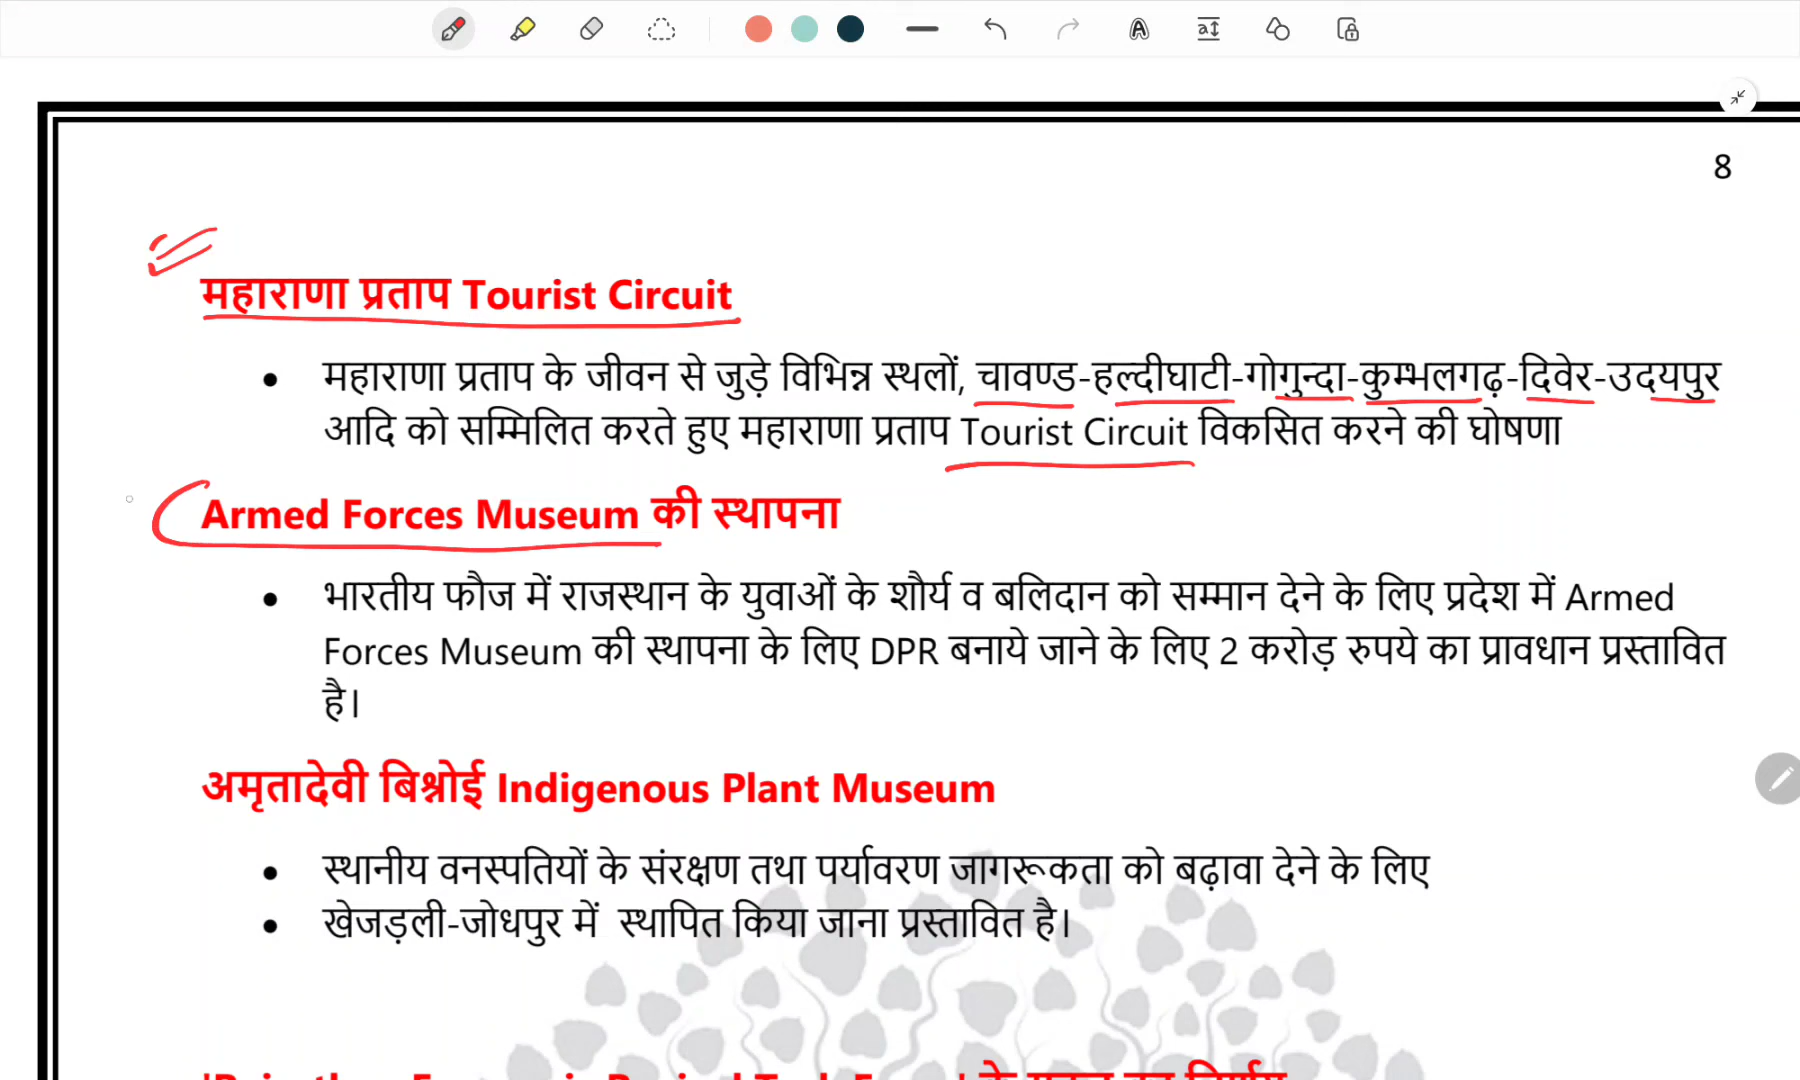 8
महाराणा प्रताप Tourist Circuit
● महाराणा प्रताप के जीवन से जुड़े विभिन्न स्थलों, चावण्ड-हल्दीघाटी-गोगुन्दा-कुम्भलगढ़-दिवेर-उदयपुर
आदि को सम्मिलित करते हुए महाराणा प्रताप Tourist Circuit विकसित करने की घोषणा
Armed Forces Museum की स्थापना
● भारतीय फौज में राजस्थान के युवाओं के शौर्य व बलिदान को सम्मान देने के लिए प्रदेश में Armed
Forces Museum की स्थापना के लिए DPR बनाये जाने के लिए 2 करोड़ रुपये का प्रावधान प्रस्तावित
है।
अमृतादेवी बिश्नोई Indigenous Plant Museum
● स्थानीय वनस्पतियों के संरक्षण तथा पर्यावरण जागरूकता को बढ़ावा देने के लिए
● खेजड़ली-जोधपुर में स्थापित किया जाना प्रस्तावित है।